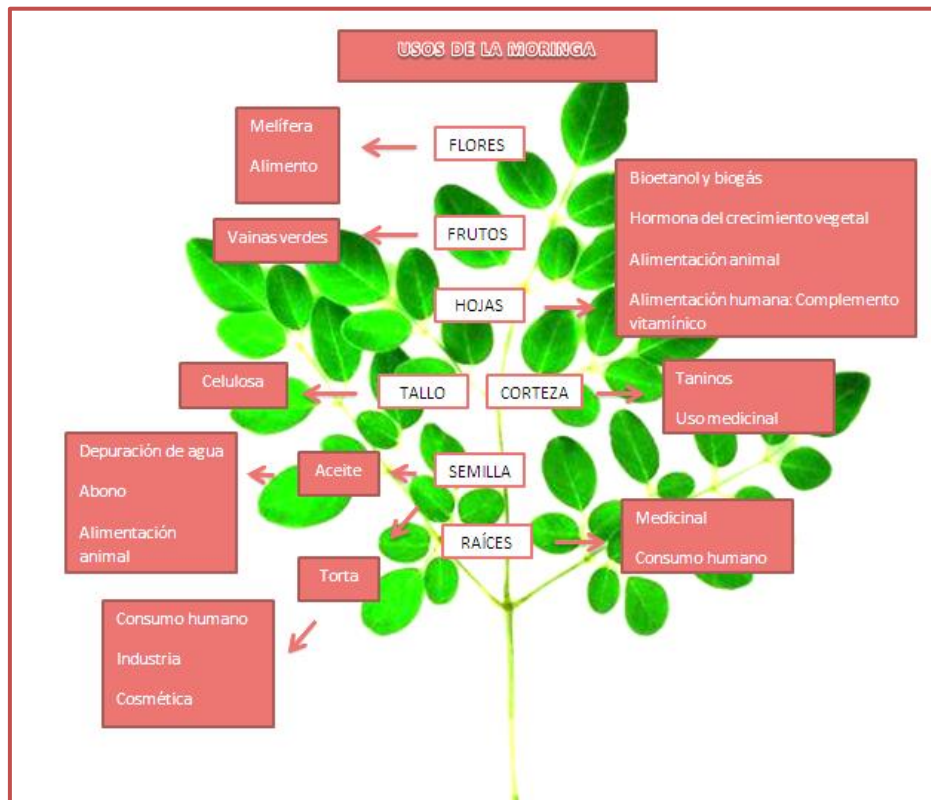 USOS DE LA MORINGA
Melífera
Alimento
FLORES
Bioetanol y biogás
Hormona del crecimiento vegetal
Alimentación animal
Alimentación humana: Complemento
vitamínico
Vainas verdes
FRUTOS
HOJAS
Celulosa
TALLO
CORTEZA
Taninos
Uso medicinal
Depuración de agua
Abono
Alimentación
animal
Aceite
SEMILLA
RAÍCES
Medicinal
Consumo humano
Torta
Consumo humano
Industria
Cosmética